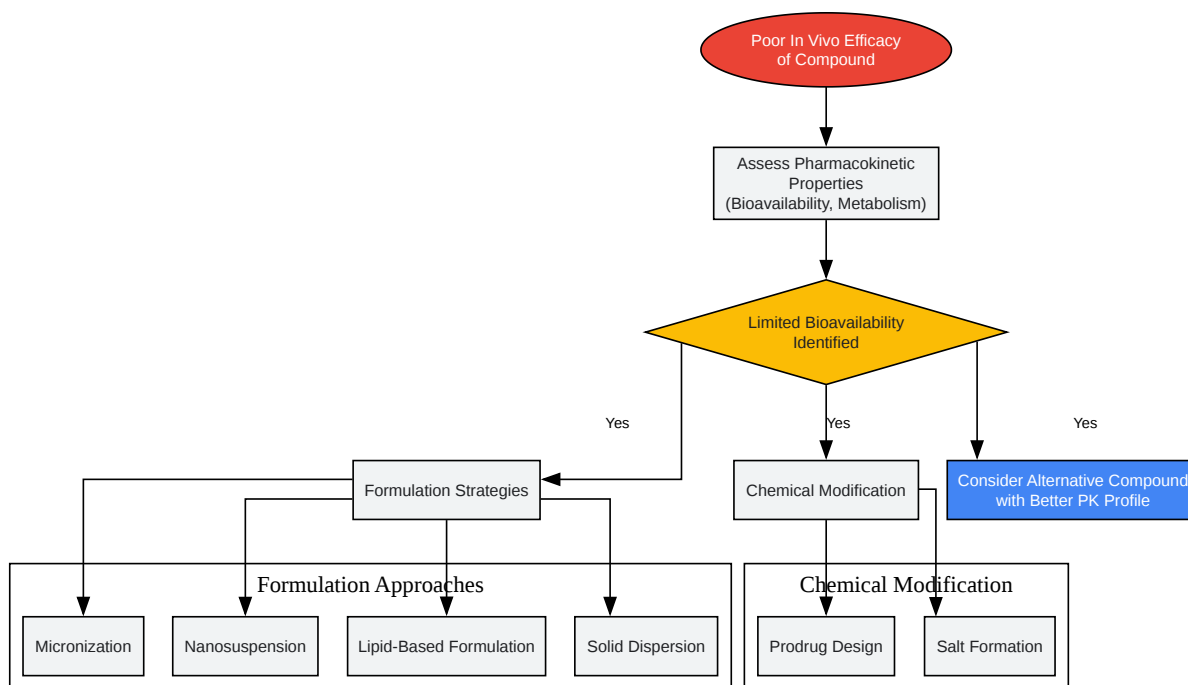 Poor In Vivo Efficacy
of Compound
Assess Pharmacokinetic
Properties
(Bioavailability, Metabolism)
Limited Bioavailability
Identified
Yes
Yes
Yes
Formulation Strategies
Chemical Modification
Consider Alternative Compound
with Better PK Profile
Formulation Approaches
Chemical Modification
Micronization
Nanosuspension
Lipid-Based Formulation
Solid Dispersion
Prodrug Design
Salt Formation